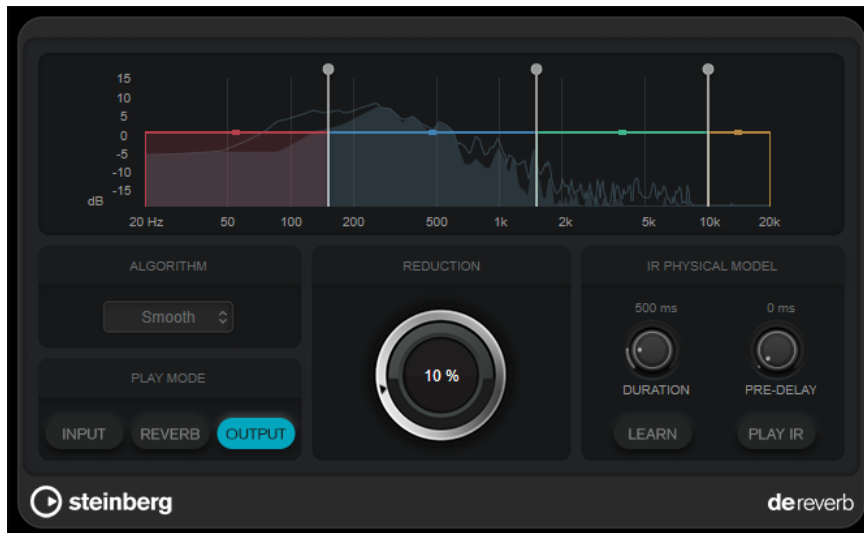 15
10
5
0
-5
-10
-15
dB
20 Hz 50 100 200 500 1k 2k 5k 10k 20k
ALGORITHM
Smooth
PLAY MODE
INPUT REVERB OUTPUT
REDUCTION
10 %
IR PHYSICAL MODEL
500 ms 0 ms
DURATION PRE-DELAY
LEARN PLAY IR
steinberg
dereverb